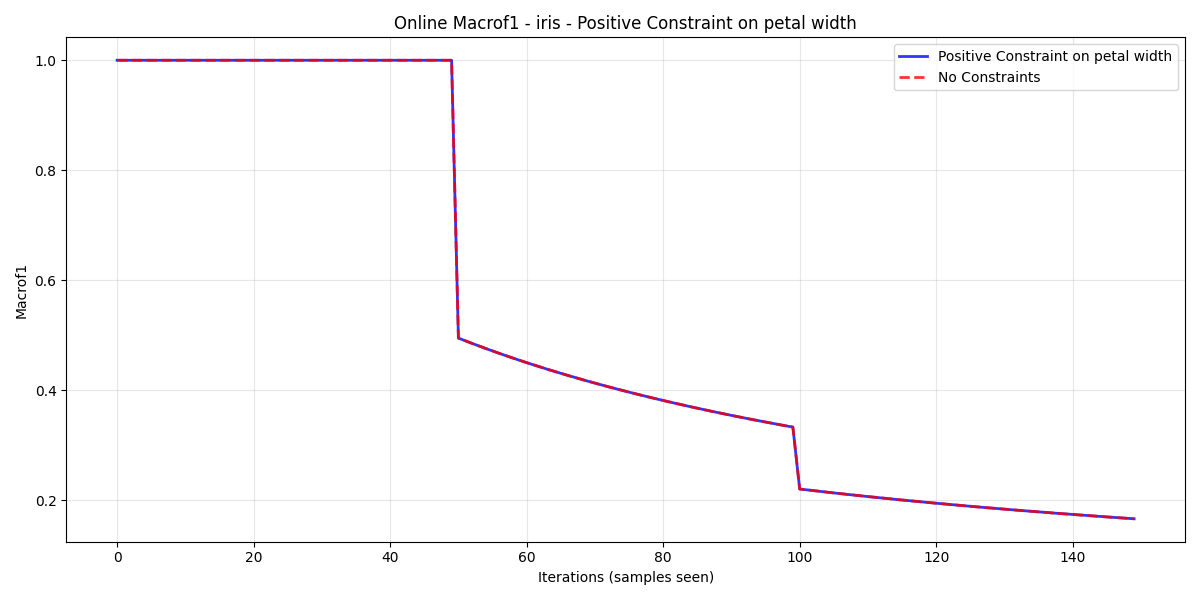 Online Macrof1 - iris - Positive Constraint on petal width
Positive Constraint on petal width
No Constraints
Macrof1
1.0
0.8
0.6
0.4
0.2
0 20 40 60 80 100 120 140
Iterations (samples seen)